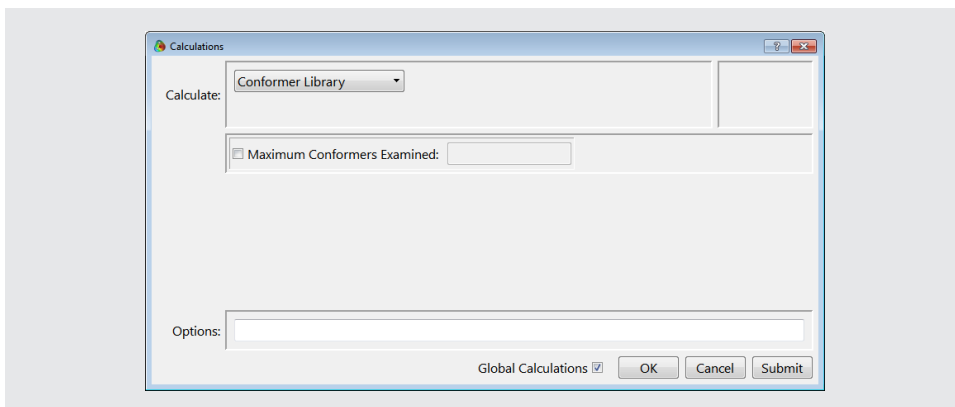 Calculations
Calculate: Conformer Library
Maximum Conformers Examined:
Options:
Global Calculations OK Cancel Submit